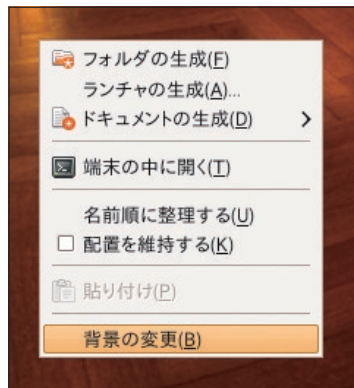 フォルダの生成(F)
ランチャの生成(A)...
ドキュメントの生成(D)
端末の中に開く(T)
名前順に整理する(U)
配置を維持する(K)
貼り付け(P)
背景の変更(B)